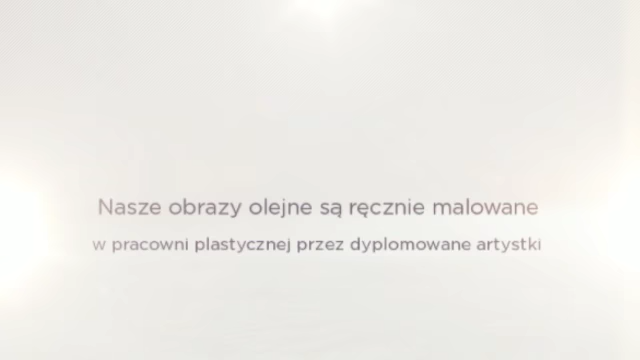 Nasze obrazy olejne są ręcznie malowane
w pracowni plastycznej przez dyplomowane artystki